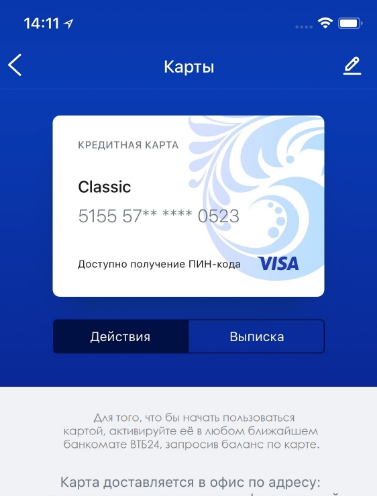 14:11
Карты
КРЕДИТНАЯ КАРТА
Classic
5155 57** **** 0523
Доступно получение ПИН-кода VISA
Действия Выписка
Для того, что бы начать пользоваться
картой, активируйте её в любом ближайшем
банкомате ВТБ24, запросив баланс по карте.
Карта доставляется в офис по адресу: